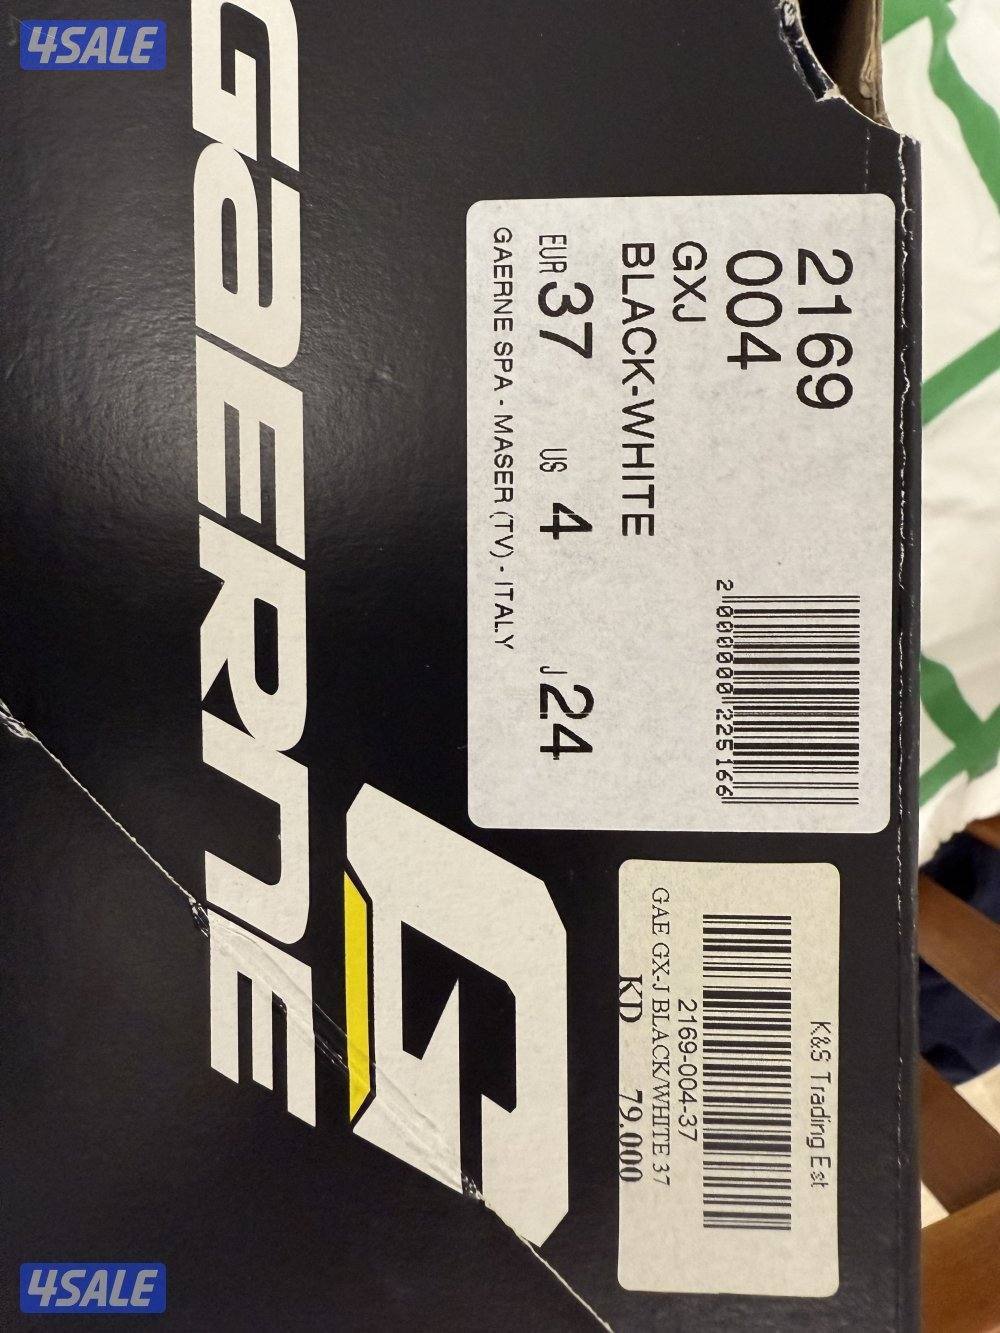 4SALE
GAERNE
G
2169
004
GXJ
BLACK-WHITE
EUR 37 US 4 J 24
GAERNE SPA - MASER (TV) - ITALY
2 000000 225166
K&S Trading Est
2169-004-37
GAE GX-J BLACK/WHITE 37
KD 79.000
4SALE